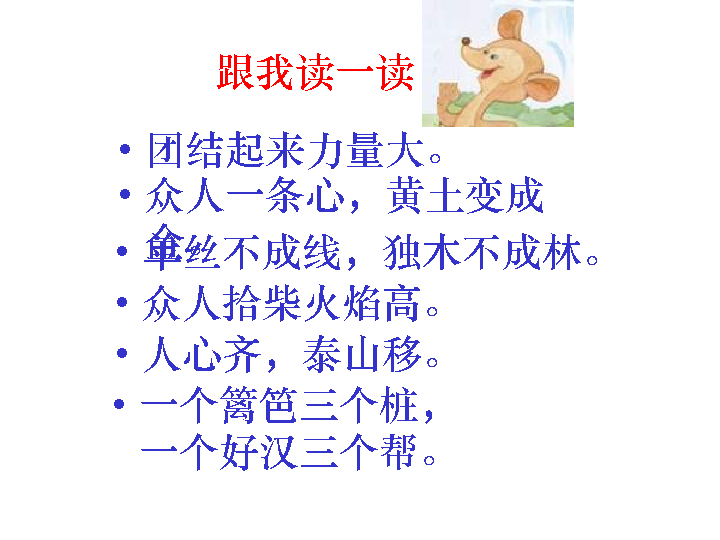 跟我读一读
• 团结起来力量大。
• 众人一条心，黄土变成
金。
• 单丝不成线，独木不成林。
• 众人拾柴火焰高。
• 人心齐，泰山移。
• 一个篱笆三个桩，
一个好汉三个帮。